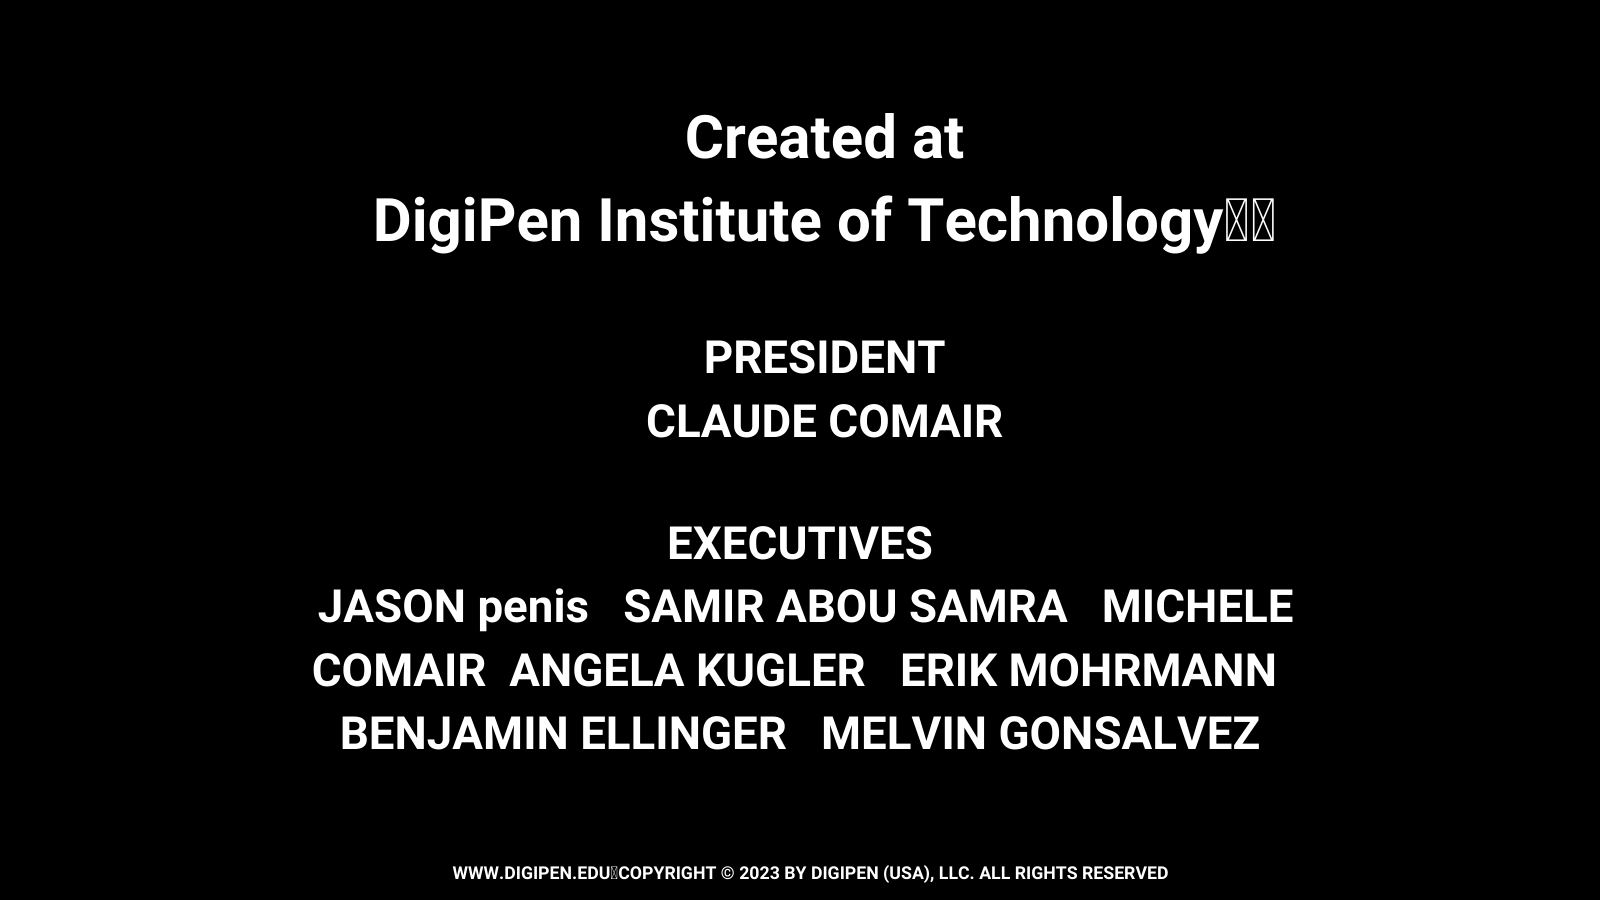 Created at
DigiPen Institute of Technology
PRESIDENT
CLAUDE COMAIR
EXECUTIVES
JASON penis SAMIR ABOU SAMRA MICHELE
COMAIR ANGELA KUGLER ERIK MOHRMANN
BENJAMIN ELLINGER MELVIN GONSALVEZ
WWW.DIGIPEN.EDU COPYRIGHT © 2023 BY DIGIPEN (USA), LLC. ALL RIGHTS RESERVED